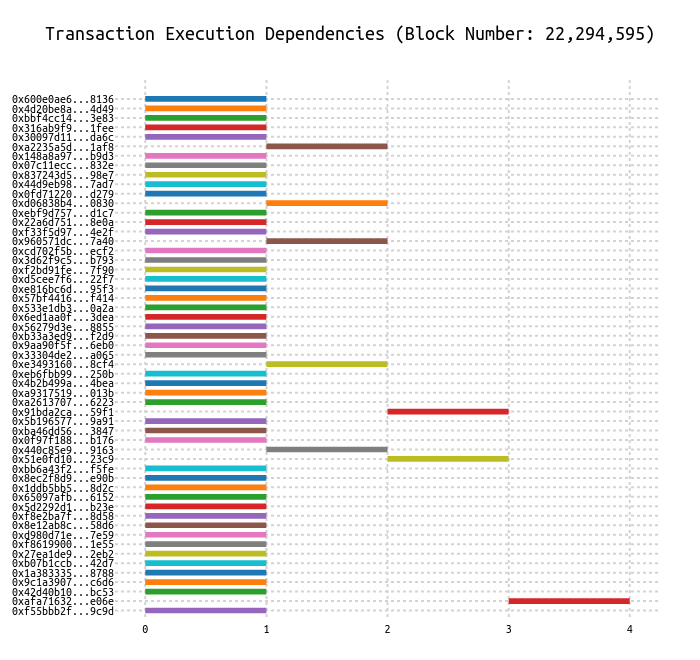 Transaction Execution Dependencies (Block Number: 22,294,595)
0x600e0ae6...8136
0x4d20be8a...4d49
0xbbf4cc14...3e83
0x316ab9f9...1fee
0x30097d11...da6c
0xa2235a5d...1af8
0x148a8a97...b9d3
0x07c11ecc...832e
0x837243d5...98e7
0x44d9eb98...7ad7
0x0fd71220...d279
0xd06838b4...0830
0xebf9d757...d1c7
0x22a6d751...8e0a
0xf33f5d97...4e2f
0x960571dc...7a40
0xcd702f5b...ecf2
0x3d62f9c5...b793
0xf2bd91fe...7f90
0xd5cee7f6...22f7
0xe816bc6d...95f3
0x57bf4416...f414
0x533e1db3...0a2a
0x6ed1aa0f...3dea
0x56279d3e...8855
0xb33a3ed9...f2d9
0x9aa90f5f...6eb0
0x33304de2...a065
0xe3493160...8cf4
0xeb6fbb99...250b
0x4b2b499a...4bea
0xa9317519...013b
0xa2613707...6223
0x91bda2ca...59f1
0x5b196577...9a91
0xba46dd56...3847
0x0f97f188...b176
0x440c85e9...9163
0x51e0fd10...23c9
0xbb6a43f2...f5fe
0x8ec2f8d9...e90b
0x1ddb5bb5...8d2c
0x65097afb...6152
0x5d2292d1...b23e
0xf8e2ba7f...8d58
0x8e12ab8c...58d6
0xd980d71e...7e59
0xf8619900...1e55
0x27ea1de9...2eb2
0xb07b1ccb...42d7
0x1a383335...8788
0x9c1a3907...c6d6
0x42d40b10...bc53
0xafa71632...e06e
0xf55bbb2f...9c9d
0 1 2 3 4